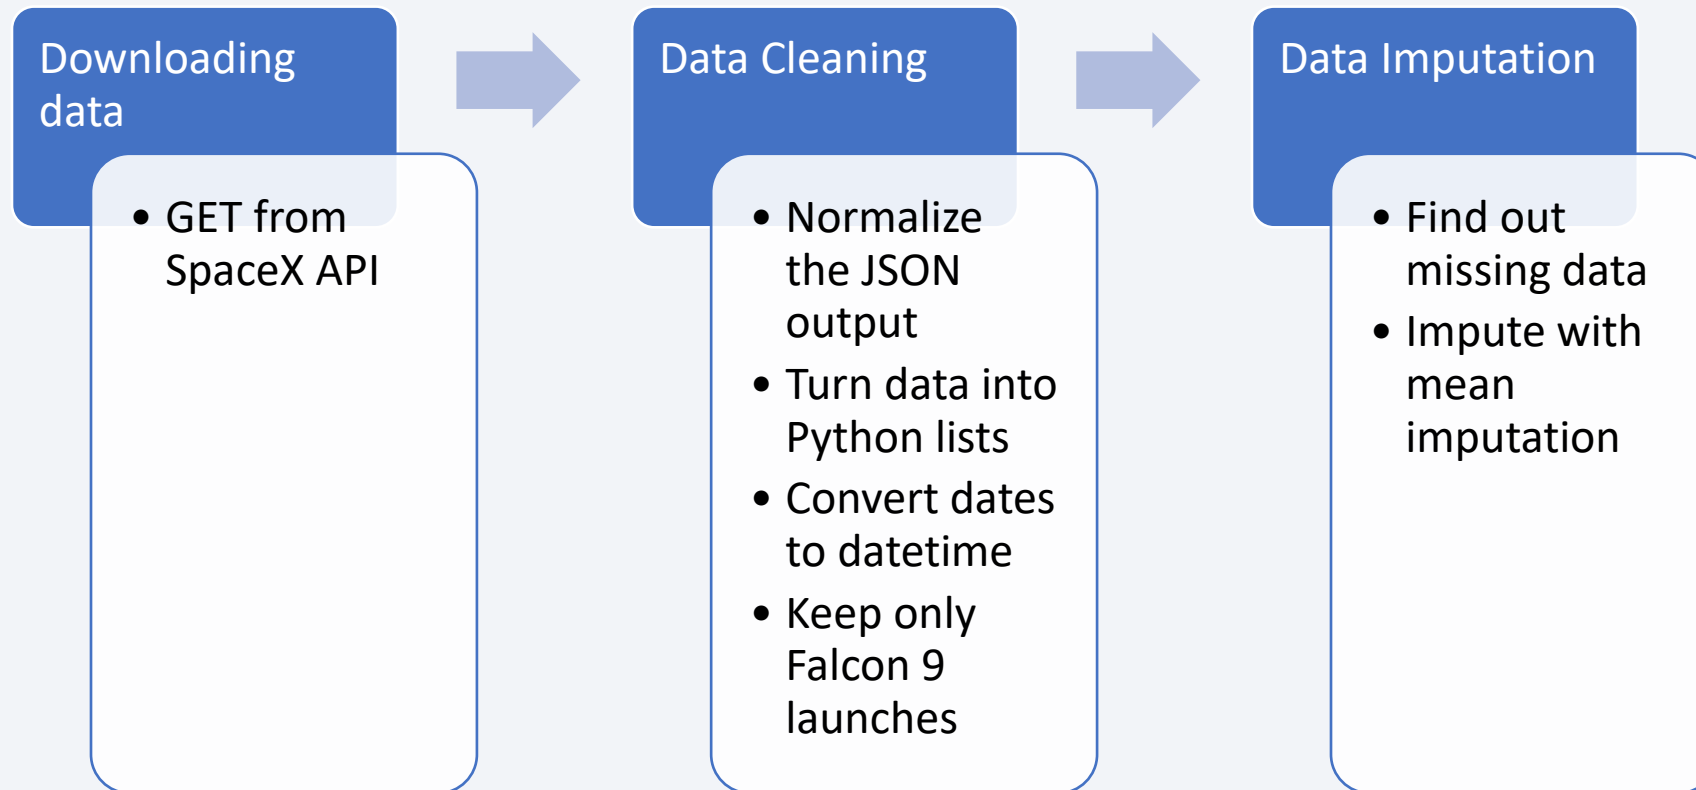 Downloading
data
• GET from
SpaceX API
Data Cleaning
• Normalize
the JSON
output
• Turn data into
Python lists
• Convert dates
to datetime
• Keep only
Falcon 9
launches
Data Imputation
• Find out
missing data
• Impute with
mean
imputation